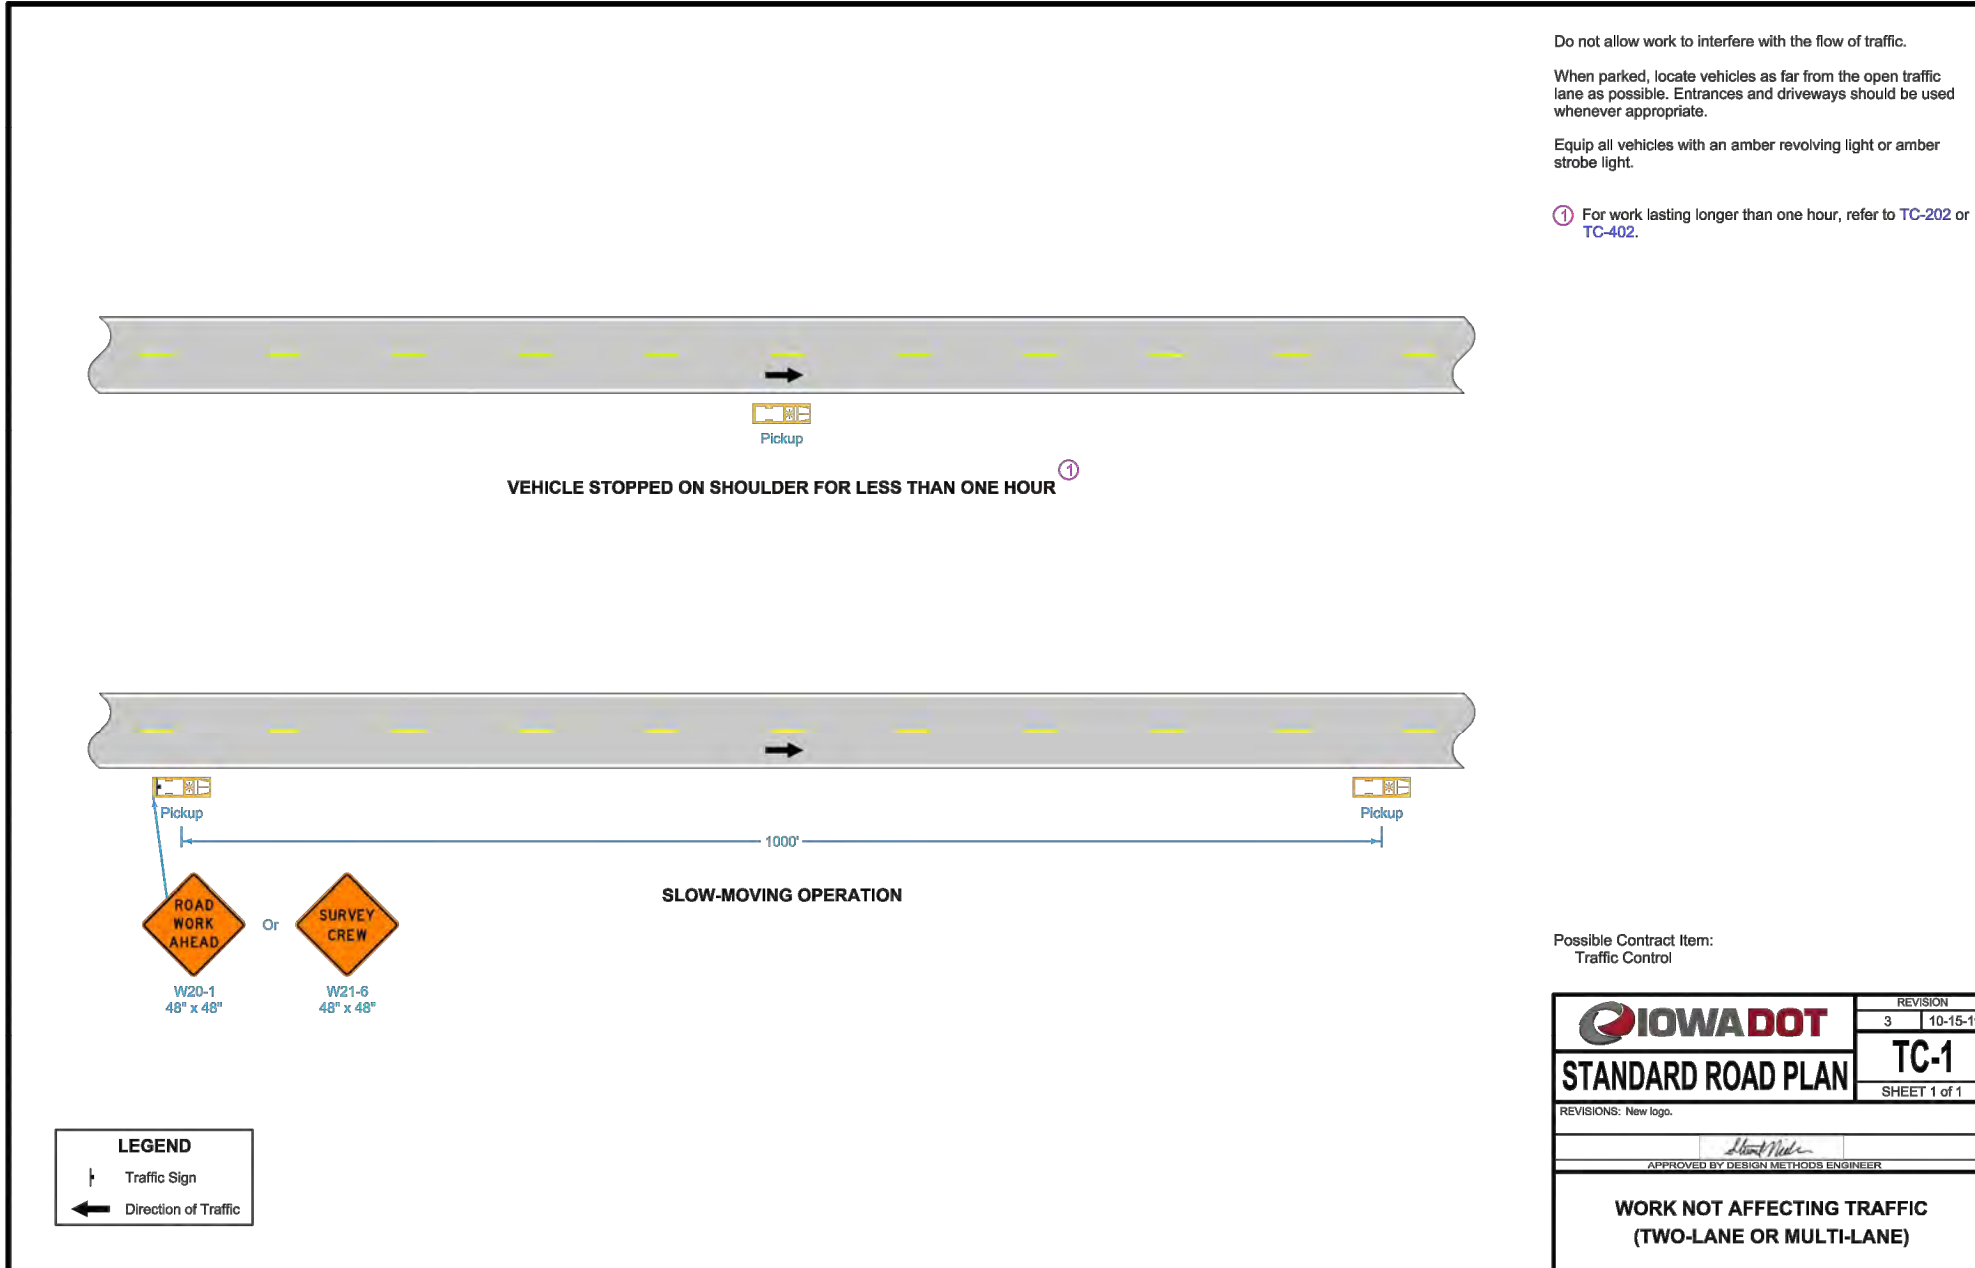 Do not allow work to interfere with the flow of traffic.
When parked, locate vehicles as far from the open traffic
lane as possible. Entrances and driveways should be used
whenever appropriate.
Equip all vehicles with an amber revolving light or amber
strobe light.
1 For work lasting longer than one hour, refer to TC-202 or
TC-402.
Pickup
VEHICLE STOPPED ON SHOULDER FOR LESS THAN ONE HOUR 1
Pickup
Pickup
1000'
SLOW-MOVING OPERATION
ROAD
WORK
AHEAD
Or
SURVEY
CREW
W20-1
48" x 48"
W21-6
48" x 48"
LEGEND
Traffic Sign
Direction of Traffic
Possible Contract Item:
Traffic Control
IOWADOT
STANDARD ROAD PLAN
REVISION
3
10-15-1
TC-1
SHEET 1 of 1
REVISIONS: New logo.
APPROVED BY DESIGN METHODS ENGINEER
WORK NOT AFFECTING TRAFFIC
(TWO-LANE OR MULTI-LANE)